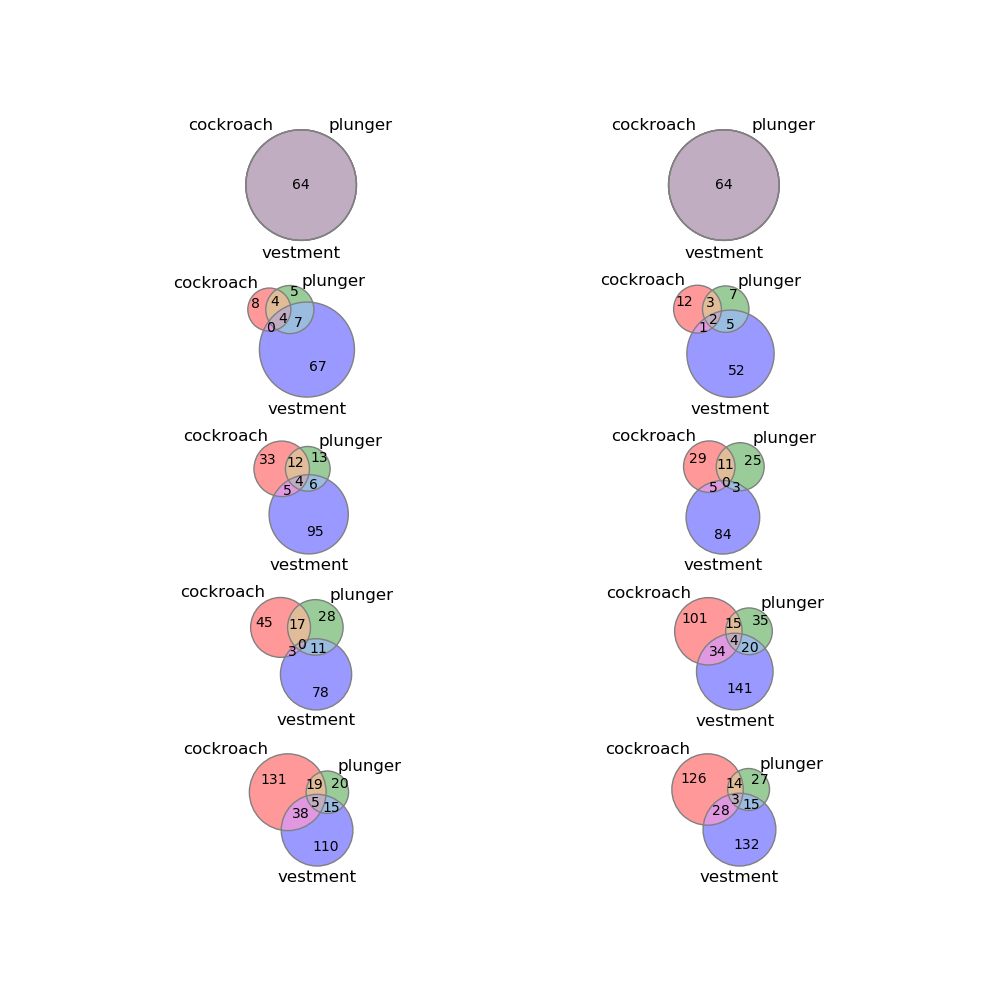 cockroach plunger
64
vestment
cockroach plunger
64
vestment
cockroach plunger
8 4 5
0 4 7
67
vestment
cockroach plunger
12 3 7
1 2 5
52
vestment
cockroach plunger
33 12 13
5 4 6
95
vestment
cockroach plunger
29 11 25
5 0 3
84
vestment
cockroach plunger
45 17 28
3 0 11
78
vestment
cockroach plunger
101 15 35
34 4 20
141
vestment
cockroach plunger
131 19 20
38 5 15
110
vestment
cockroach plunger
126 14 27
28 3 15
132
vestment